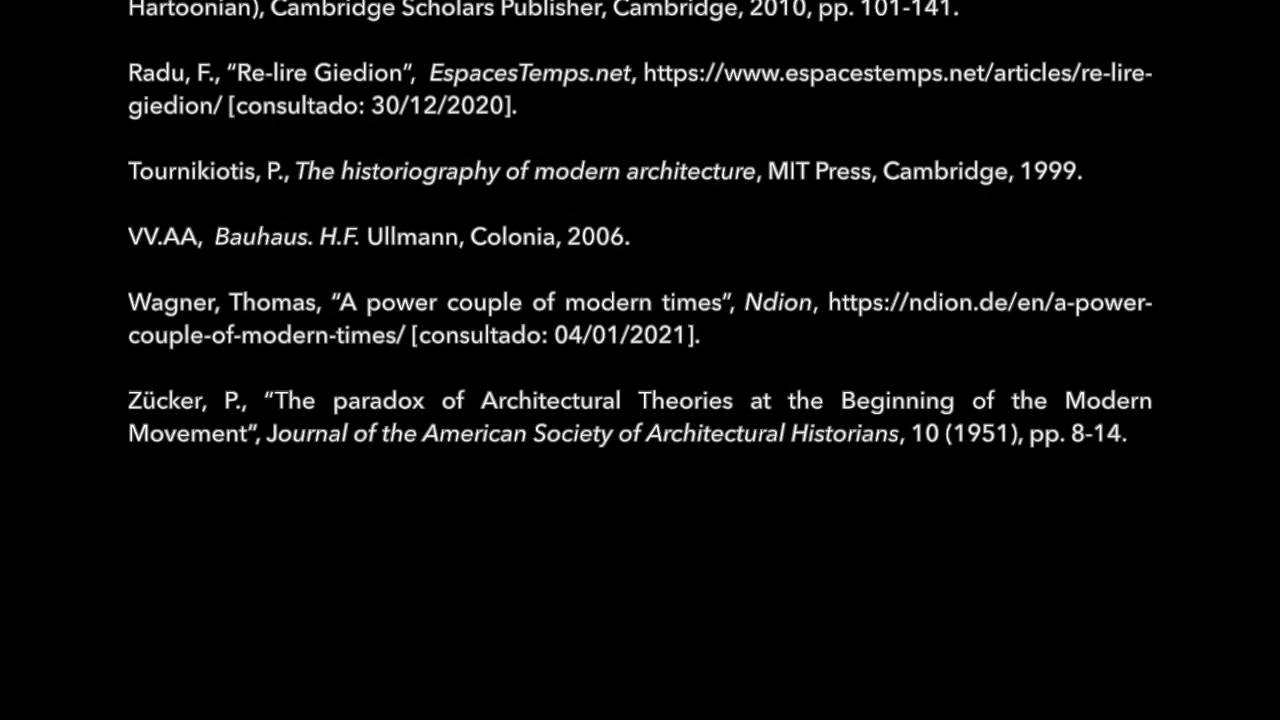 Hartoonian), Cambridge Scholars Publisher, Cambridge, 2010, pp. 101-141.
Radu, F., “Re-lire Giedion”, EspacesTemps.net, https://www.espacestemps.net/articles/re-lire-
giedion/ [consultado: 30/12/2020].
Tournikiotis, P., The historiography of modern architecture, MIT Press, Cambridge, 1999.
VV.AA, Bauhaus. H.F. Ullmann, Colonia, 2006.
Wagner, Thomas, “A power couple of modern times”, Ndion, https://ndion.de/en/a-power-
couple-of-modern-times/ [consultado: 04/01/2021].
Zücker, P., “The paradox of Architectural Theories at the Beginning of the Modern
Movement”, Journal of the American Society of Architectural Historians, 10 (1951), pp. 8-14.